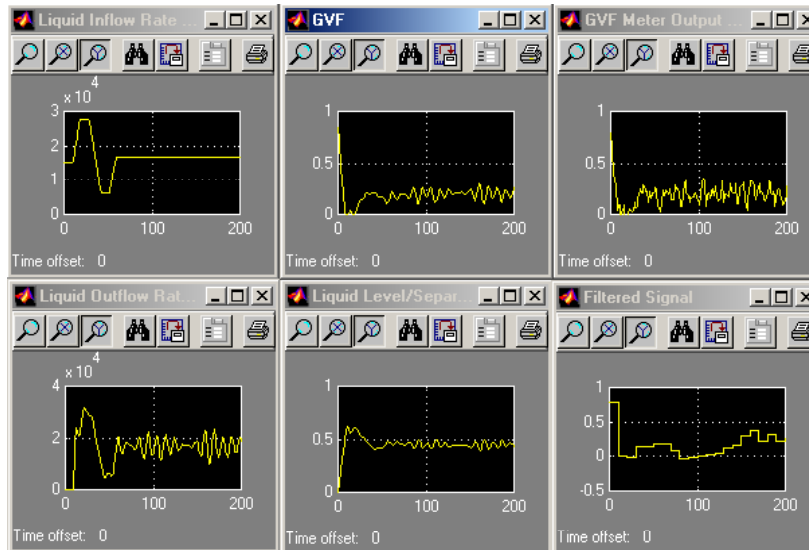 Liquid Inflow Rate ...
x 10^4
3
2
1
0
0 100 200
Time offset: 0
GVF
1
0.5
0
0 100 200
Time offset: 0
GVF Meter Output ...
1
0.5
0
0 100 200
Time offset: 0
Liquid Outflow Rat...
x 10^4
4
2
0
0 100 200
Time offset: 0
Liquid Level/Separ...
1
0.5
0
0 100 200
Time offset: 0
Filtered Signal
1
0.5
0
-0.5
0 100 200
Time offset: 0